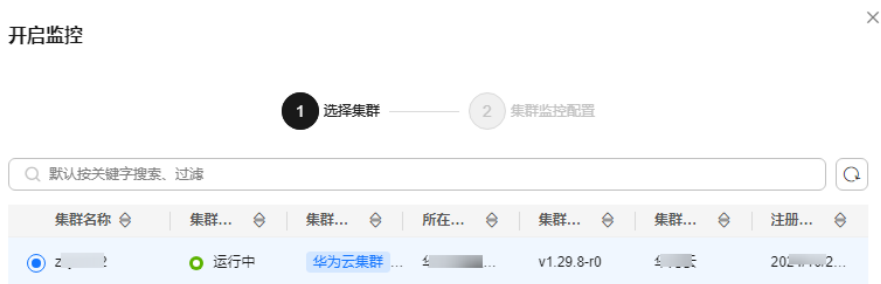 开启监控
1 选择集群 2 集群监控配置
默认按关键字搜索、过滤
集群名称 集群... 集群... 所在... 集群... 集群... 注册...
运行中 华为云集群 ... ... v1.29.8-r0